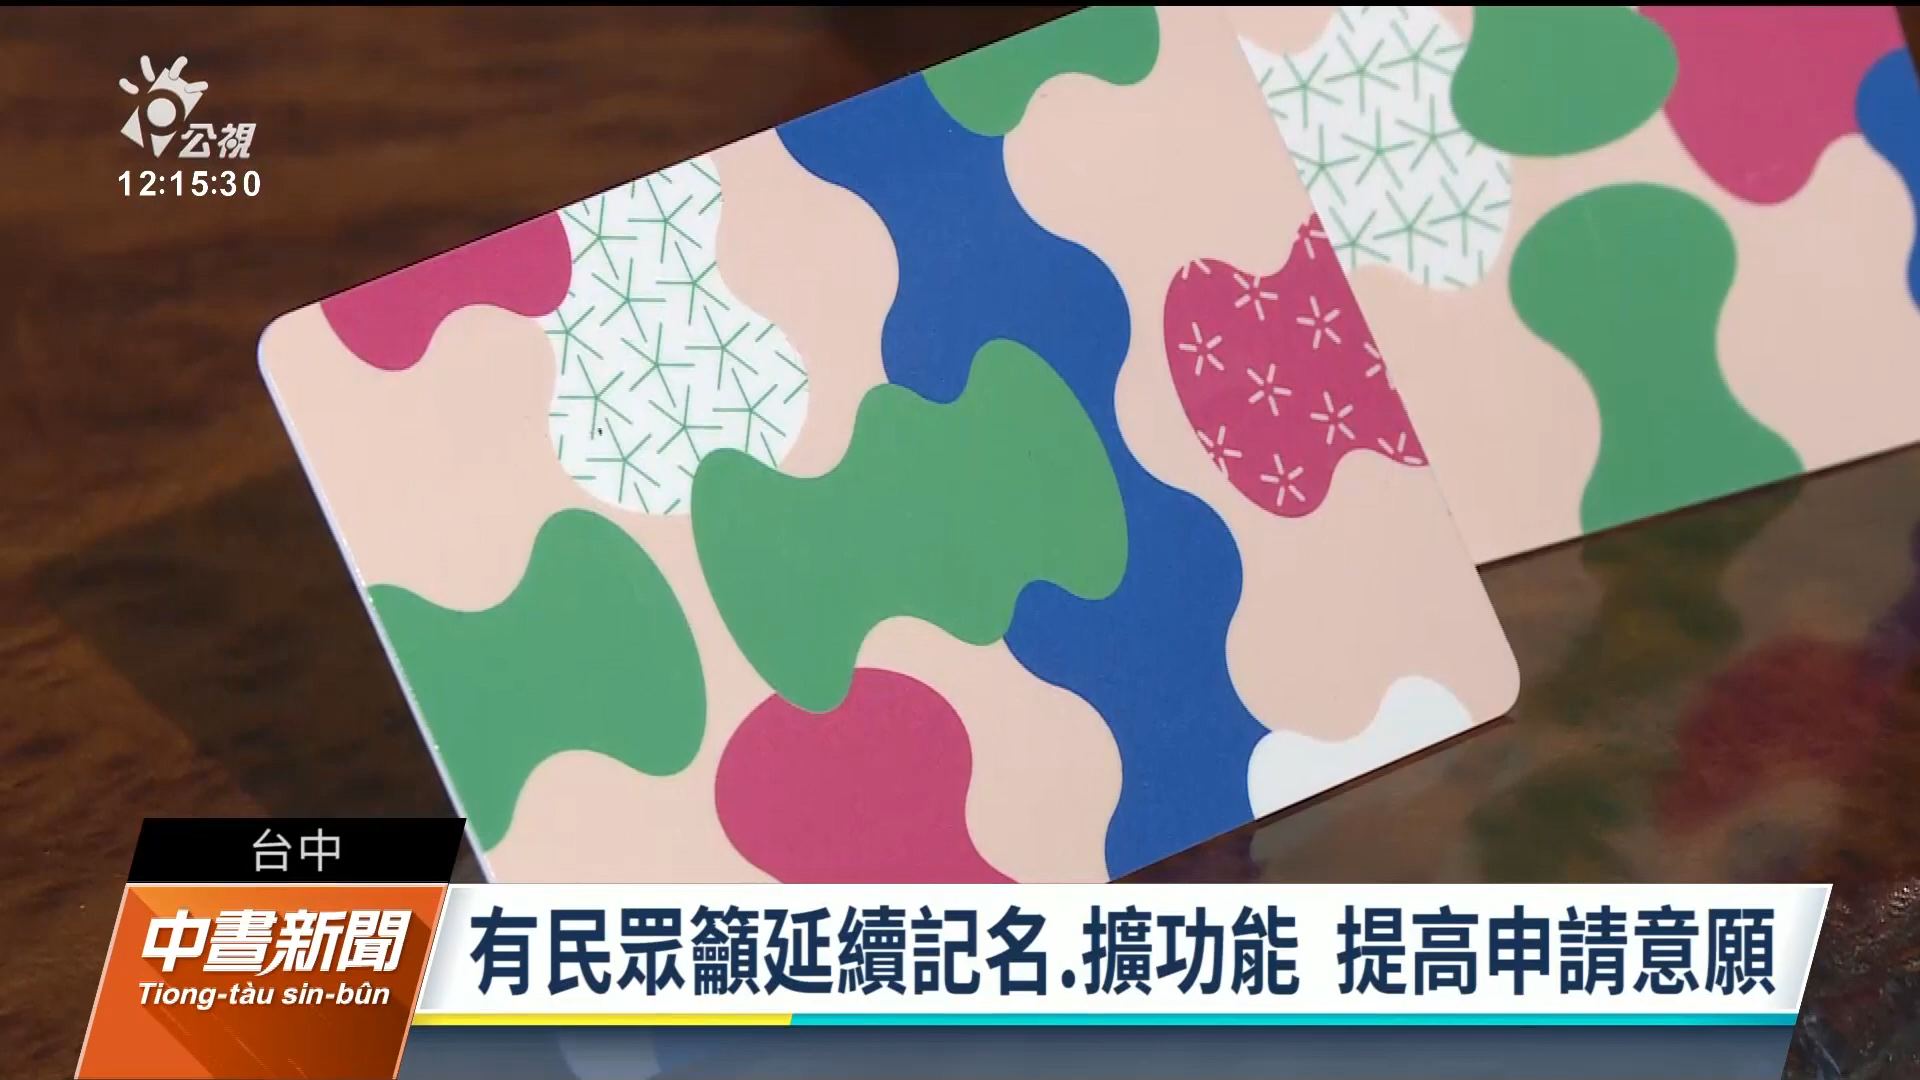 公視
12:15:30
台中
中晝新聞
Tiong-tàu sin-bûn
有民眾籲延續記名.擴功能 提高申請意願